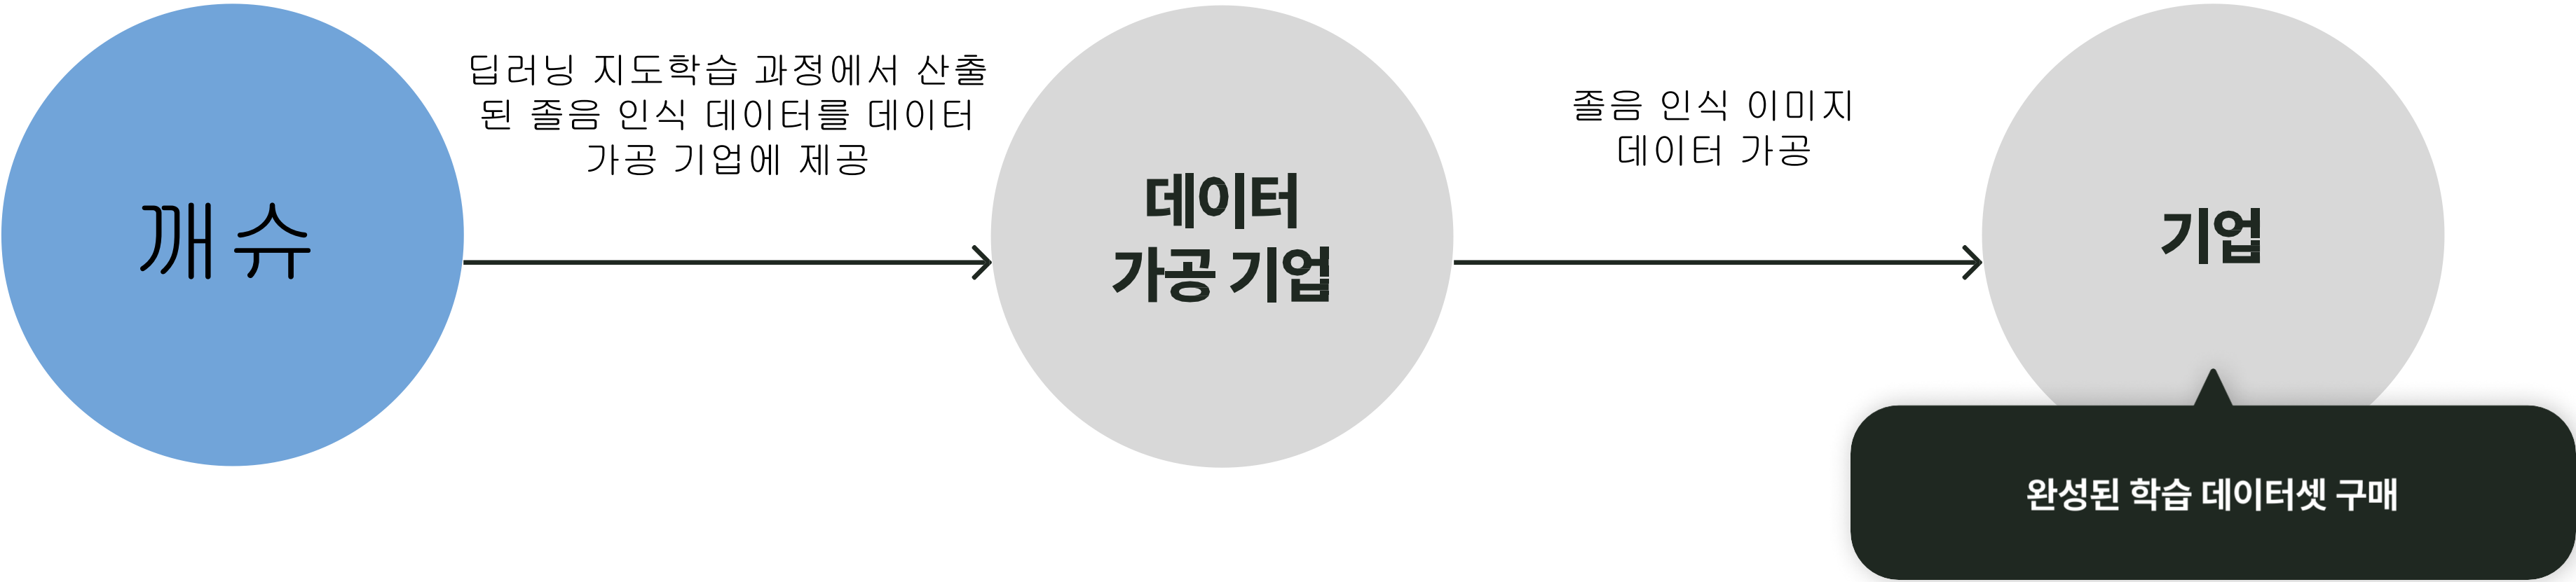 깨슈
딥러닝 지도학습 과정에서 산출
된 졸음 인식 데이터를 데이터
가공 기업에 제공
데이터
가공 기업
졸음 인식 이미지
데이터 가공
기업
완성된 학습 데이터셋 구매